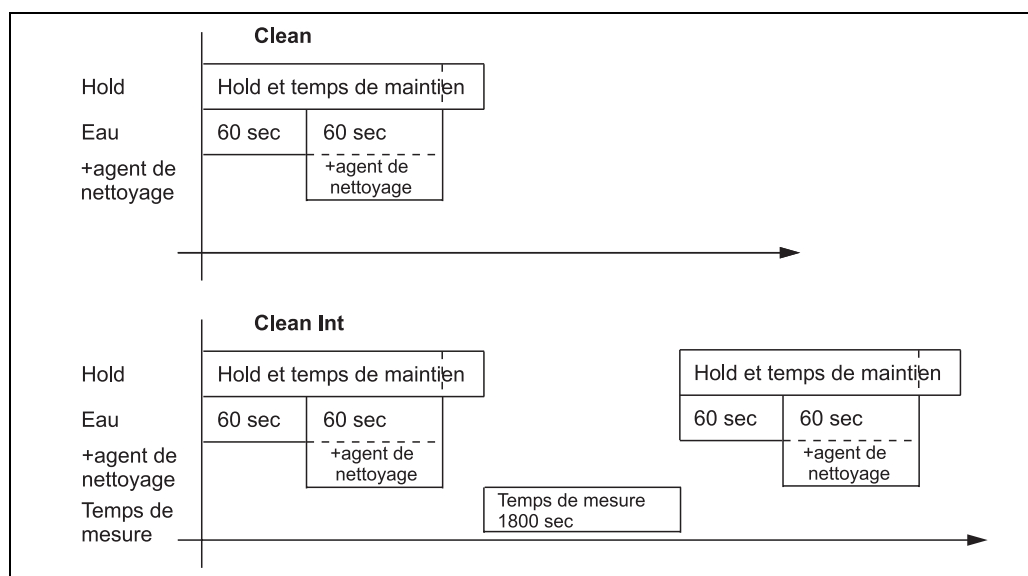 Clean
Hold
Hold et temps de maintien
Eau
60 sec
60 sec
+agent de
nettoyage
+agent de
nettoyage
Clean Int
Hold
Hold et temps de maintien
Hold et temps de maintien
Eau
60 sec
60 sec
60 sec
60 sec
+agent de
nettoyage
+agent de
nettoyage
+agent de
nettoyage
Temps de
mesure
Temps de mesure
1800 sec